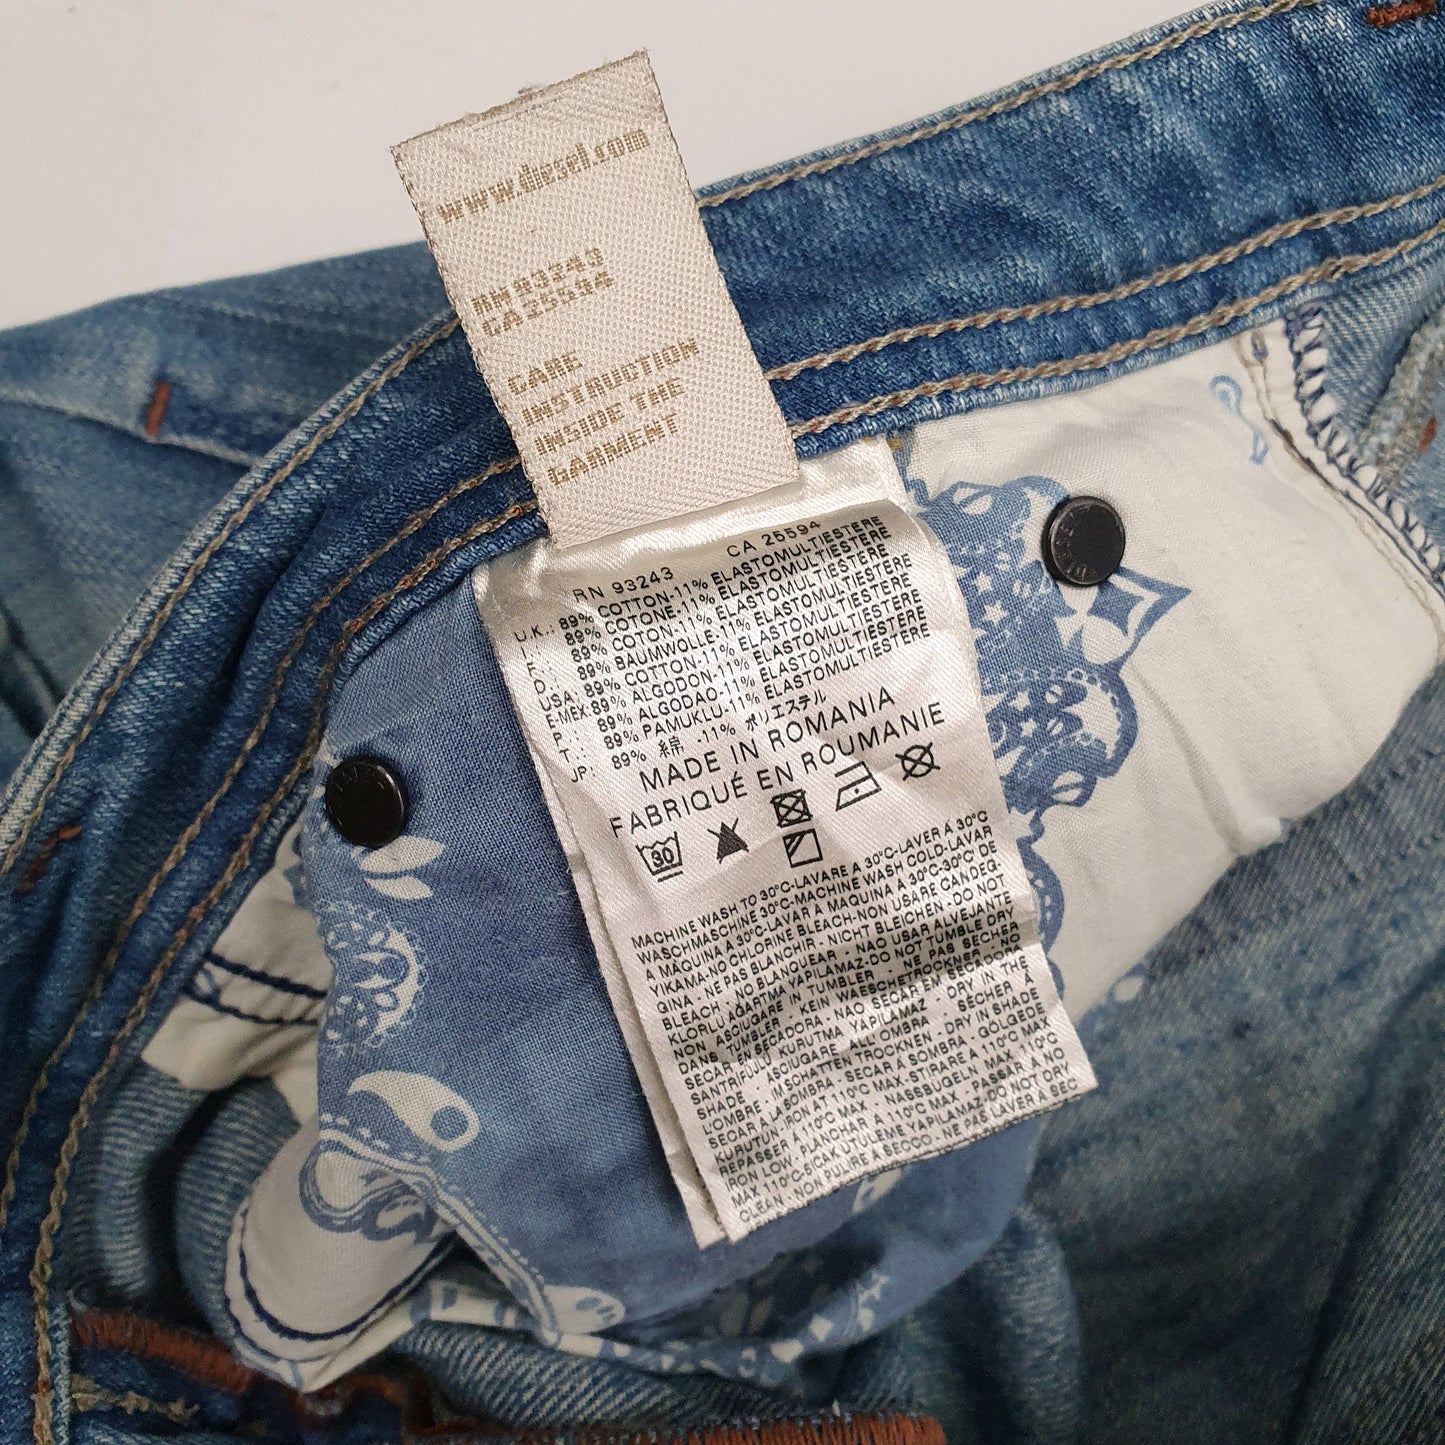 www.diesel.com
RN 93243
CA 25594
CARE
INSTRUCTION
INSIDE THE
GARMENT
RN 93243 CA 25594
U.K.: 89% COTTON-11% ELASTOMULTIESTERE
I.: 89% COTONE-11% ELASTOMULTIESTERE
F.: 89% COTON-11% ELASTOMULTIESTERE
D.: 89% BAUMWOLLE-11% ELASTOMULTIESTERE
USA: 89% COTTON-11% ELASTOMULTIESTERE
E-MEX: 89% ALGODON-11% ELASTOMULTIESTERE
P.: 89% ALGODAO-11% ELASTOMULTIESTERE
T.: 89% PAMUKLU-11%
JP: 89% 綿 -11% ポリエステル
MADE IN ROMANIA
FABRIQUÉ EN ROUMANIE
30
MACHINE WASH TO 30°C-LAVARE A 30°C-LAVER À 30°C
WASCHMASCHINE 30°C-MACHINE WASH COLD-LAVAR
A MÁQUINA A 30°C-LAVAR A MAQUINA A 30°C-30°C DE
YIKAMA-NO CHLORINE BLEACH-NON USARE CANDEG-
GINA - NE PAS BLANCHIR - NICHT BLEICHEN - DO NOT
BLEACH - NO BLANQUEAR - NAO USAR ALVEJANTE
KLORLU AGARTMA YAPILAMAZ-DO NOT TUMBLE DRY
NON ASCIUGARE IN TUMBLER - NE PAS SECHER
DANS TUMBLER - KEIN WAESCHETROCKNER - NO
SECAR EN SECADORA - NAO SECAR EM SECADORA
SANTRIFÜJLÜ KURUTMA YAPILAMAZ - DRY IN THE
SHADE - ASCIUGARE ALL'OMBRA - SÉCHER À
L'OMBRE - IM SCHATTEN TROCKNEN - DRY IN SHADE
SECAR A LA SOMBRA - SECAR A SOMBRA - GÖLGEDE
KURUTUN - IRON AT 110°C MAX-STIRARE A 110°C MAX
REPASSER À 110°C MAX - NASSBUGELN MAX 110°C
IRON LOW- PLANCHAR 110°C MAX - PASSAR A
MAX 110°C-SICAK ÜTÜLEME YAPILAMAZ-DO NOT DRY
CLEAN - NON PULIRE A SECCO - NE PAS LAVER A SEC
DIESEL